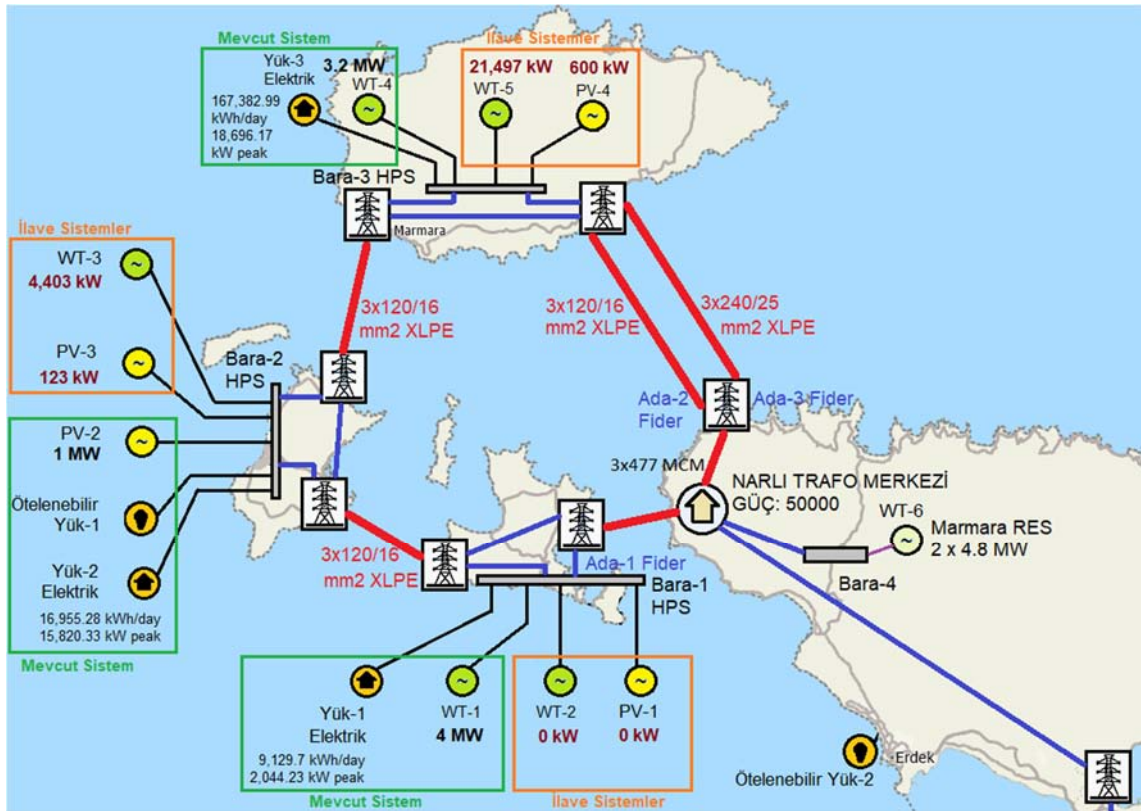 Mevcut Sistem
Yük-3
Elektrik
3.2 MW
WT-4
167,382.99
kWh/day
18,696.17
kW peak
İlave Sistemler
21,497 kW
600 kW
WT-5
PV-4
Bara-3 HPS
Marmara
İlave Sistemler
WT-3
4,403 kW
PV-3
123 kW
Bara-2
HPS
3x120/16
mm2 XLPE
3x120/16
mm2 XLPE
3x240/25
mm2 XLPE
PV-2
1 MW
Ötelenebilir
Yük-1
Yük-2
Elektrik
16,955.28 kWh/day
15,820.33 kW peak
Mevcut Sistem
Ada-2
Fider
Ada-3 Fider
3x477 MCM
NARLI TRAFO MERKEZİ
GÜÇ: 50000
WT-6
Marmara RES
2 x 4.8 MW
Bara-4
3x120/16
mm2 XLPE
Ada-1 Fider
Bara-1
HPS
Yük-1
Elektrik
WT-1
4 MW
9,129.7 kWh/day
2,044.23 kW peak
Mevcut Sistem
WT-2
0 kW
PV-1
0 kW
İlave Sistemler
Erdek
Ötelenebilir Yük-2